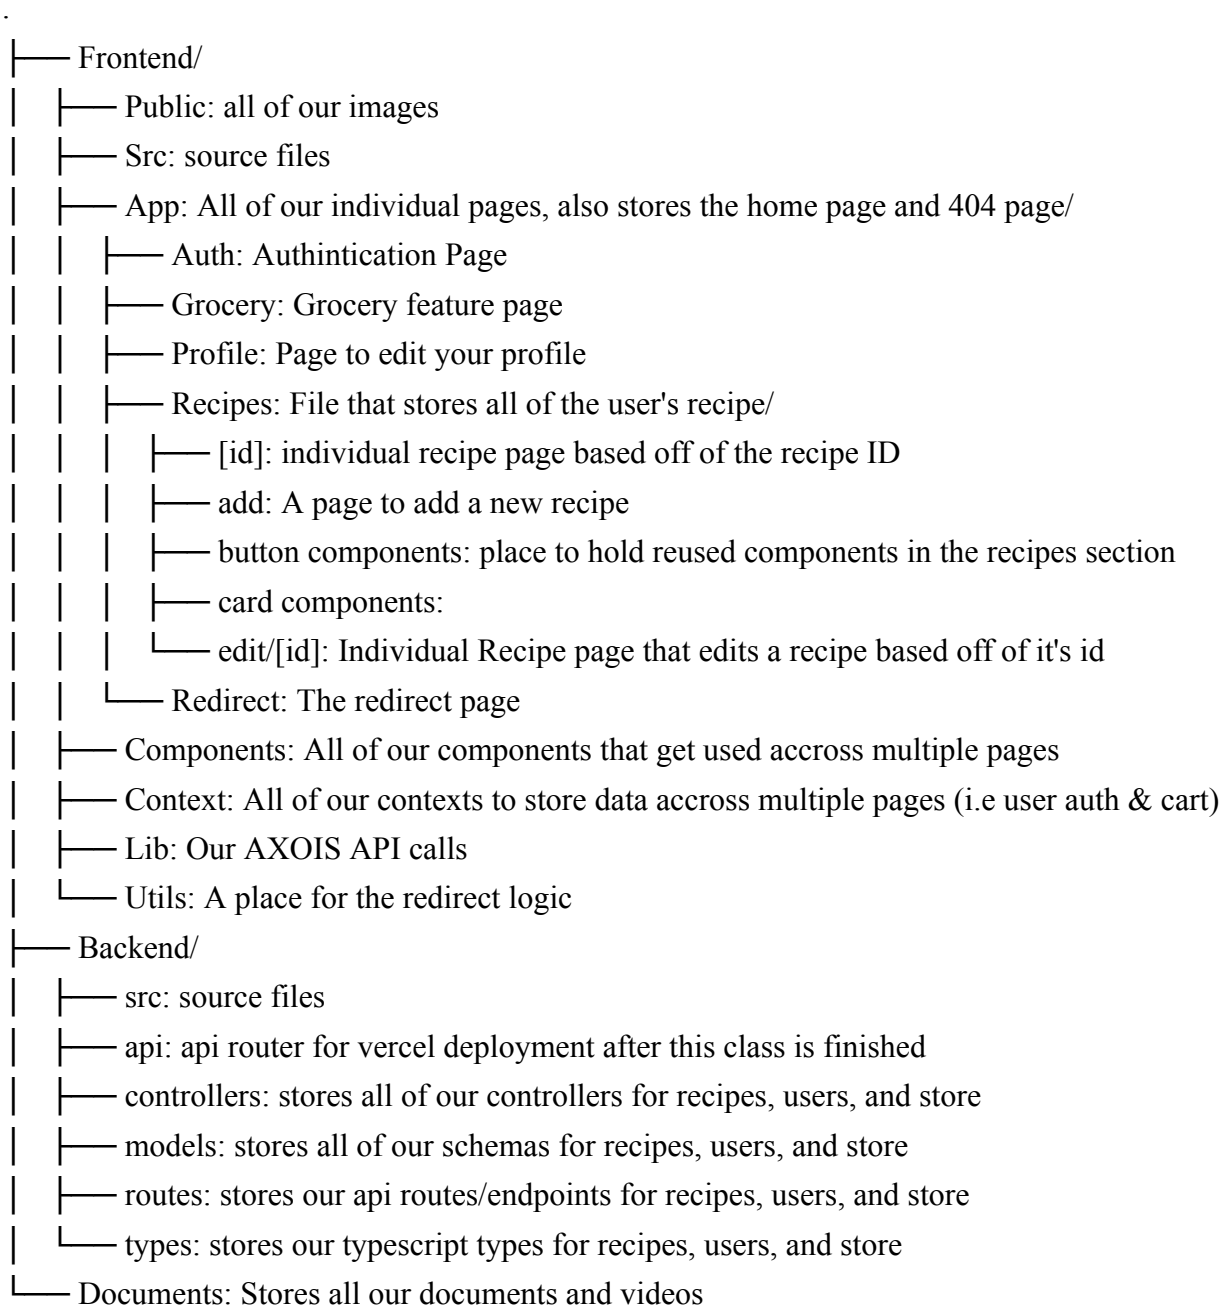 .
├── Frontend/
│   ├── Public: all of our images
│   ├── Src: source files
│   ├── App: All of our individual pages, also stores the home page and 404 page/
│   │   ├── Auth: Authintication Page
│   │   ├── Grocery: Grocery feature page
│   │   ├── Profile: Page to edit your profile
│   │   ├── Recipes: File that stores all of the user's recipe/
│   │   │   ├── [id]: individual recipe page based off of the recipe ID
│   │   │   ├── add: A page to add a new recipe
│   │   │   ├── button components: place to hold reused components in the recipes section
│   │   │   ├── card components:
│   │   │   └── edit/[id]: Individual Recipe page that edits a recipe based off of it's id
│   │   └── Redirect: The redirect page
│   ├── Components: All of our components that get used accross multiple pages
│   ├── Context: All of our contexts to store data accross multiple pages (i.e user auth & cart)
│   ├── Lib: Our AXOIS API calls
│   └── Utils: A place for the redirect logic
├── Backend/
│   ├── src: source files
│   ├── api: api router for vercel deployment after this class is finished
│   ├── controllers: stores all of our controllers for recipes, users, and store
│   ├── models: stores all of our schemas for recipes, users, and store
│   ├── routes: stores our api routes/endpoints for recipes, users, and store
│   └── types: stores our typescript types for recipes, users, and store
└── Documents: Stores all our documents and videos